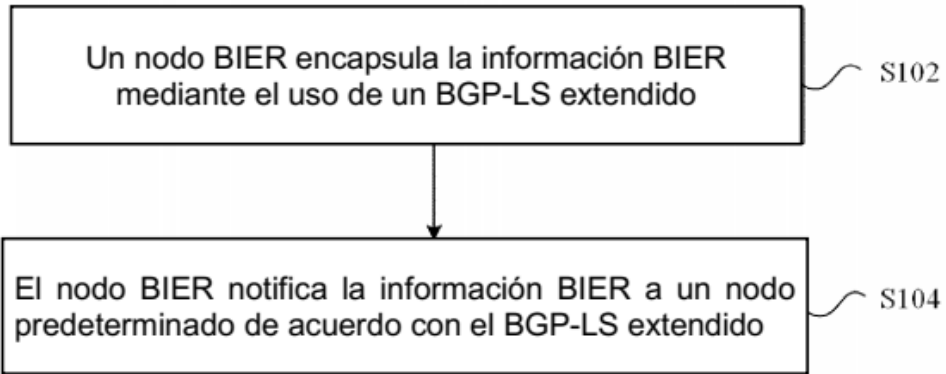 Un nodo BIER encapsula la información BIER
mediante el uso de un BGP-LS extendido
S102
El nodo BIER notifica la información BIER a un nodo
predeterminado de acuerdo con el BGP-LS extendido
S104